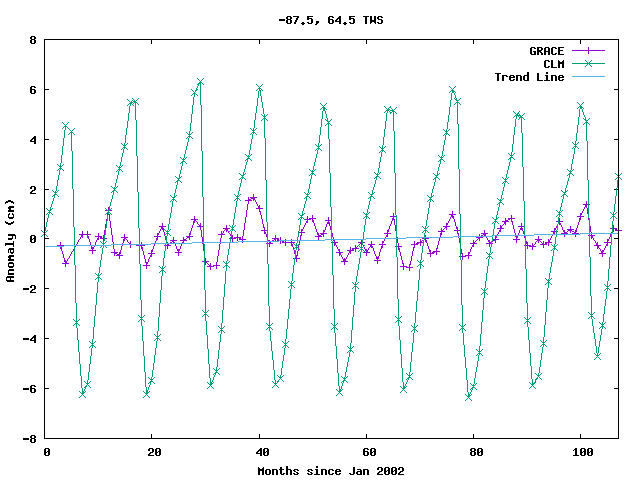 -87.5, 64.5 TWS
GRACE
CLM
Trend Line
8
6
4
2
0
-2
-4
-6
-8
Anomaly (cm)
0 20 40 60 80 100
Months since Jan 2002